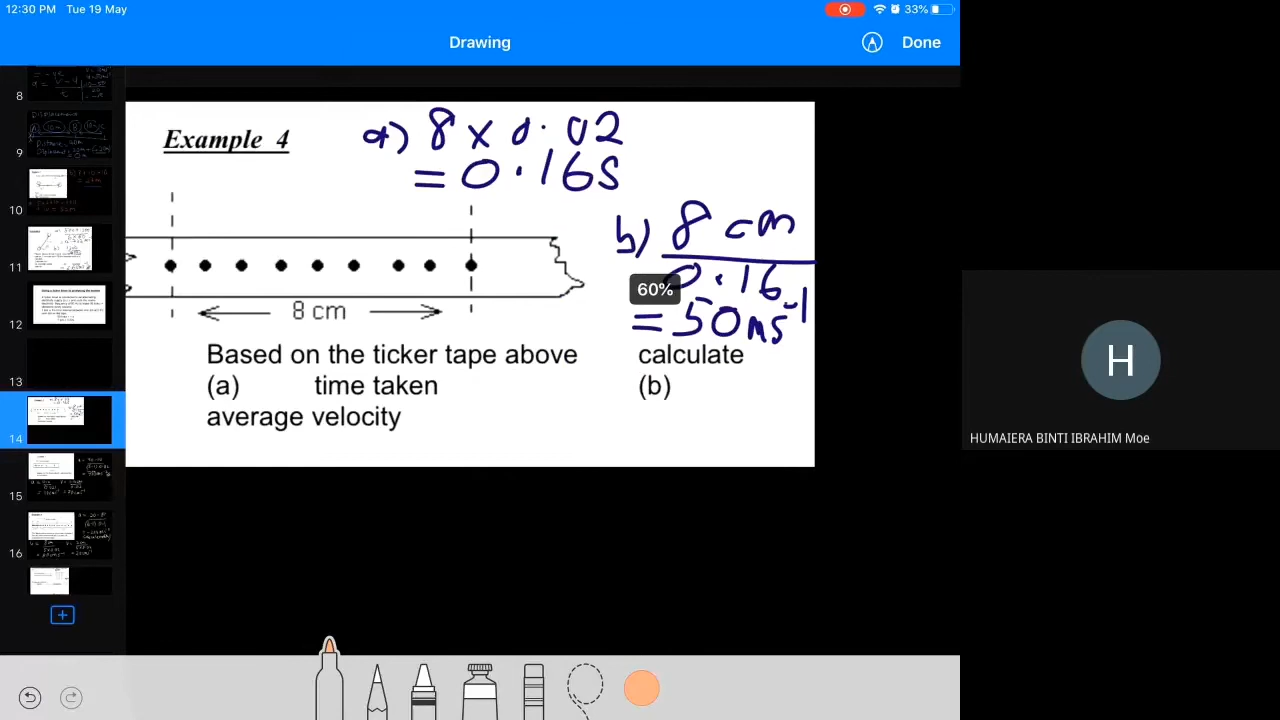 12:30 PM Tue 19 May
33%
Drawing
Done
8
9
10
11
12
13
14
15
16
Example 4
a) 8 x 0.02
= 0.16s
b) 8 cm
0.16
= 50ms-1
60%
8 cm
Based on the ticker tape above calculate
(a) time taken (b)
average velocity
H
HUMAIERA BINTI IBRAHIM Moe